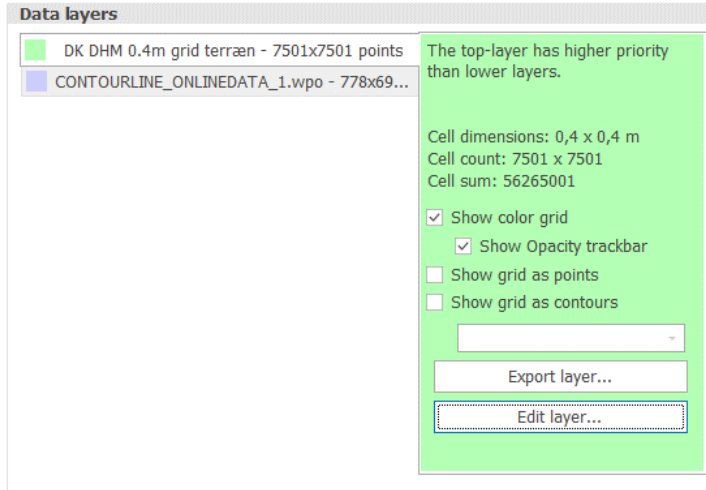 Data layers
DK DHM 0.4m grid terræn - 7501x7501 points
CONTOURLINE_ONLINEDATA_1.wpo - 778x69...
The top-layer has higher priority
than lower layers.
Cell dimensions: 0,4 x 0,4 m
Cell count: 7501 x 7501
Cell sum: 56265001
Show color grid
Show Opacity trackbar
Show grid as points
Show grid as contours
Export layer...
Edit layer...